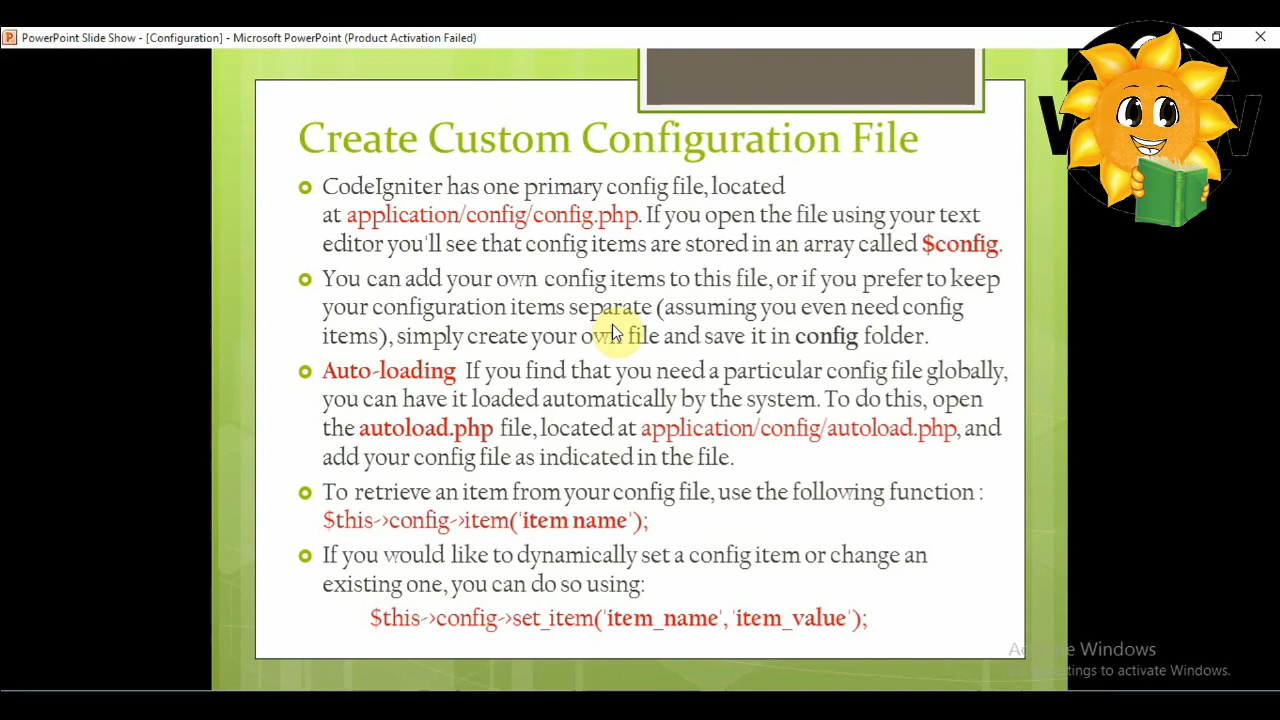 PowerPoint Slide Show - [Configuration] - Microsoft PowerPoint (Product Activation Failed)
Create Custom Configuration File
CodeIgniter has one primary config file, located
at application/config/config.php. If you open the file using your text
editor you'll see that config items are stored in an array called $config.
You can add your own config items to this file, or if you prefer to keep
your configuration items separate (assuming you even need config
items), simply create your own file and save it in config folder.
Auto-loading If you find that you need a particular config file globally,
you can have it loaded automatically by the system. To do this, open
the autoload.php file, located at application/config/autoload.php, and
add your config file as indicated in the file.
To retrieve an item from your config file, use the following function :
$this->config->item('item name');
If you would like to dynamically set a config item or change an
existing one, you can do so using:
$this->config->set_item('item_name', 'item_value');
Windows
to activate Windows.